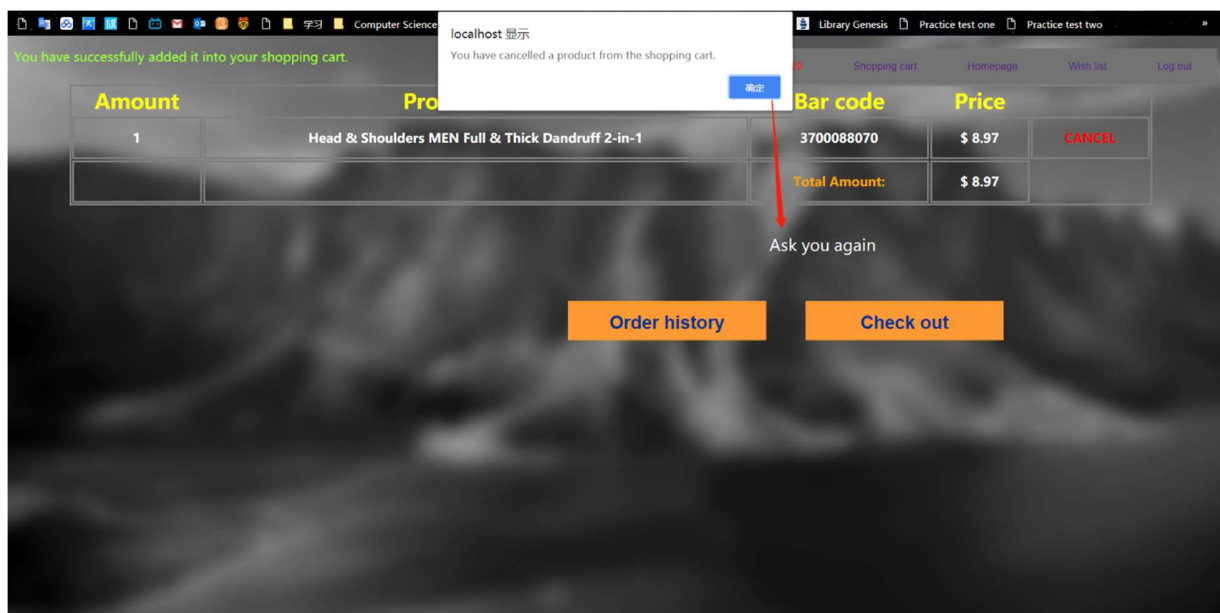 学习 Computer Science
Library Genesis Practice test one Practice test two »
localhost 显示
You have cancelled a product from the shopping cart.
确定
You have successfully added it into your shopping cart.
Shopping cart Homepage Wish list Log out
Amount Pro Bar code Price
1 Head & Shoulders MEN Full & Thick Dandruff 2-in-1 3700088070 $ 8.97 CANCEL
Total Amount: $ 8.97
Ask you again
Order history Check out